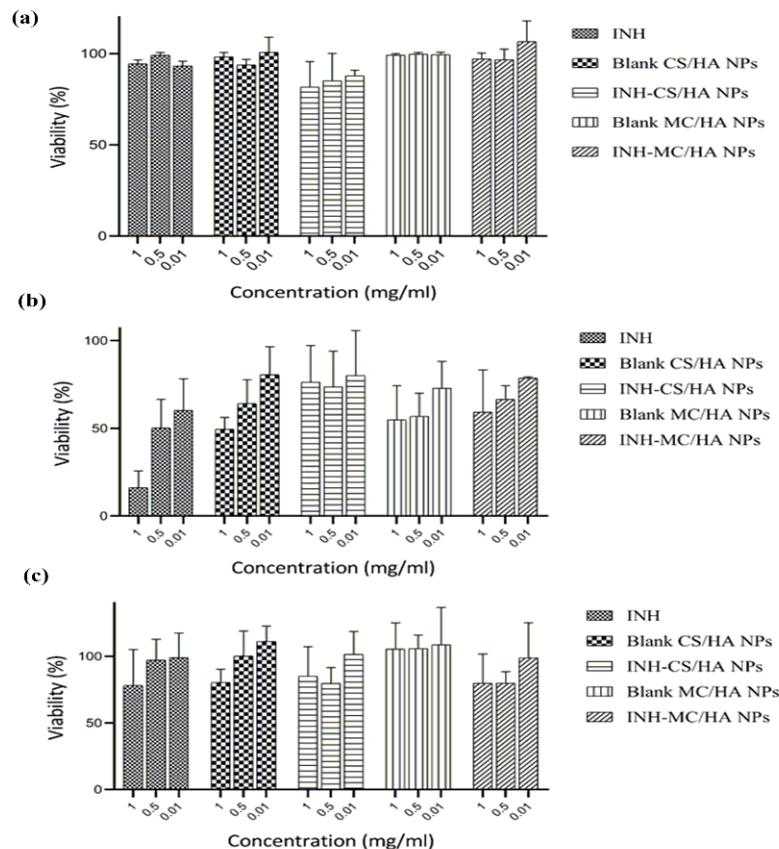 (a)
Viability (%)
100
50
0
1 0.5 0.01 1 0.5 0.01 1 0.5 0.01 1 0.5 0.01 1 0.5 0.01
Concentration (mg/ml)
INH
Blank CS/HA NPs
INH-CS/HA NPs
Blank MC/HA NPs
INH-MC/HA NPs
(b)
Viability (%)
100
50
0
1 0.5 0.01 1 0.5 0.01 1 0.5 0.01 1 0.5 0.01 1 0.5 0.01
Concentration (mg/ml)
INH
Blank CS/HA NPs
INH-CS/HA NPs
Blank MC/HA NPs
INH-MC/HA NPs
(c)
Viability (%)
100
50
0
1 0.5 0.01 1 0.5 0.01 1 0.5 0.01 1 0.5 0.01 1 0.5 0.01
Concentration (mg/ml)
INH
Blank CS/HA NPs
INH-CS/HA NPs
Blank MC/HA NPs
INH-MC/HA NPs